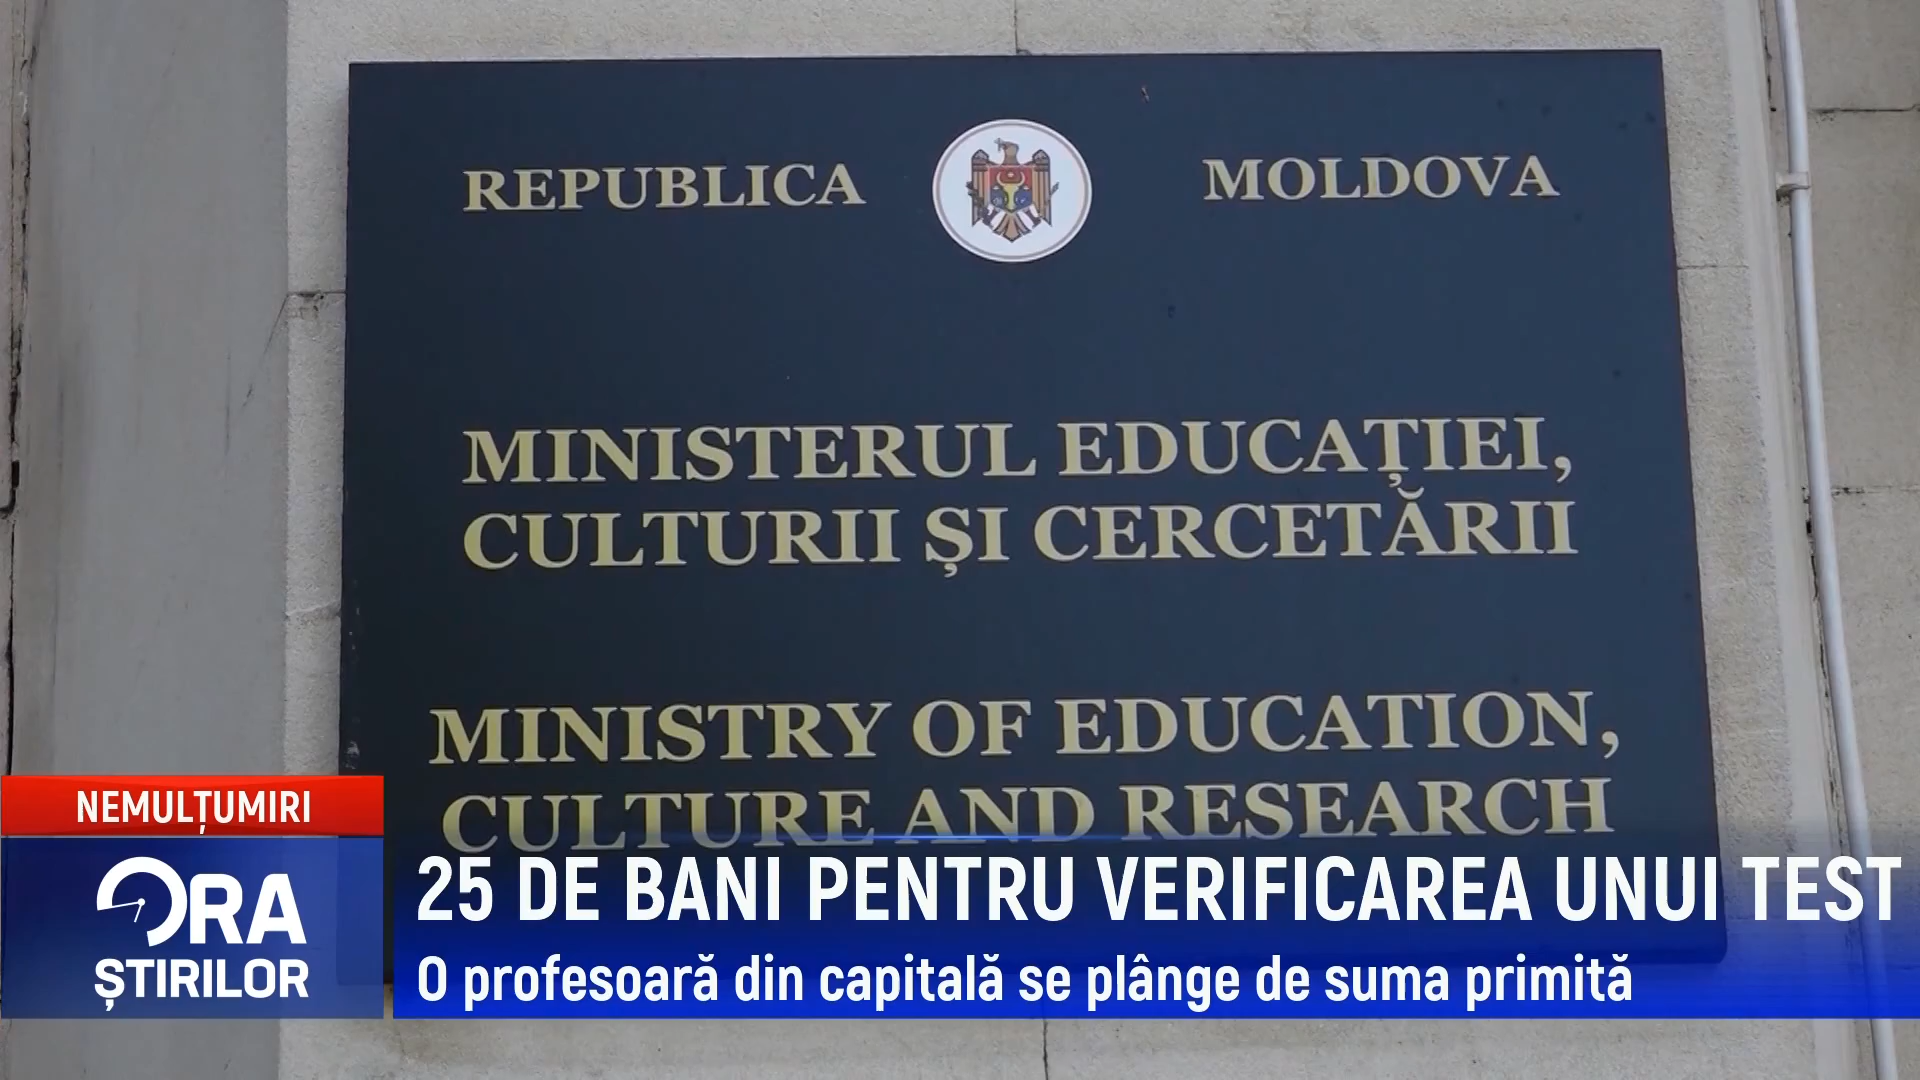 REPUBLICA MOLDOVA
MINISTERUL EDUCAȚIEI,
CULTURII ȘI CERCETĂRII
MINISTRY OF EDUCATION,
CULTURE AND RESEARCH
NEMULȚUMIRI
ORA
ȘTIRILOR
25 DE BANI PENTRU VERIFICAREA UNUI TEST
O profesoară din capitală se plânge de suma primită